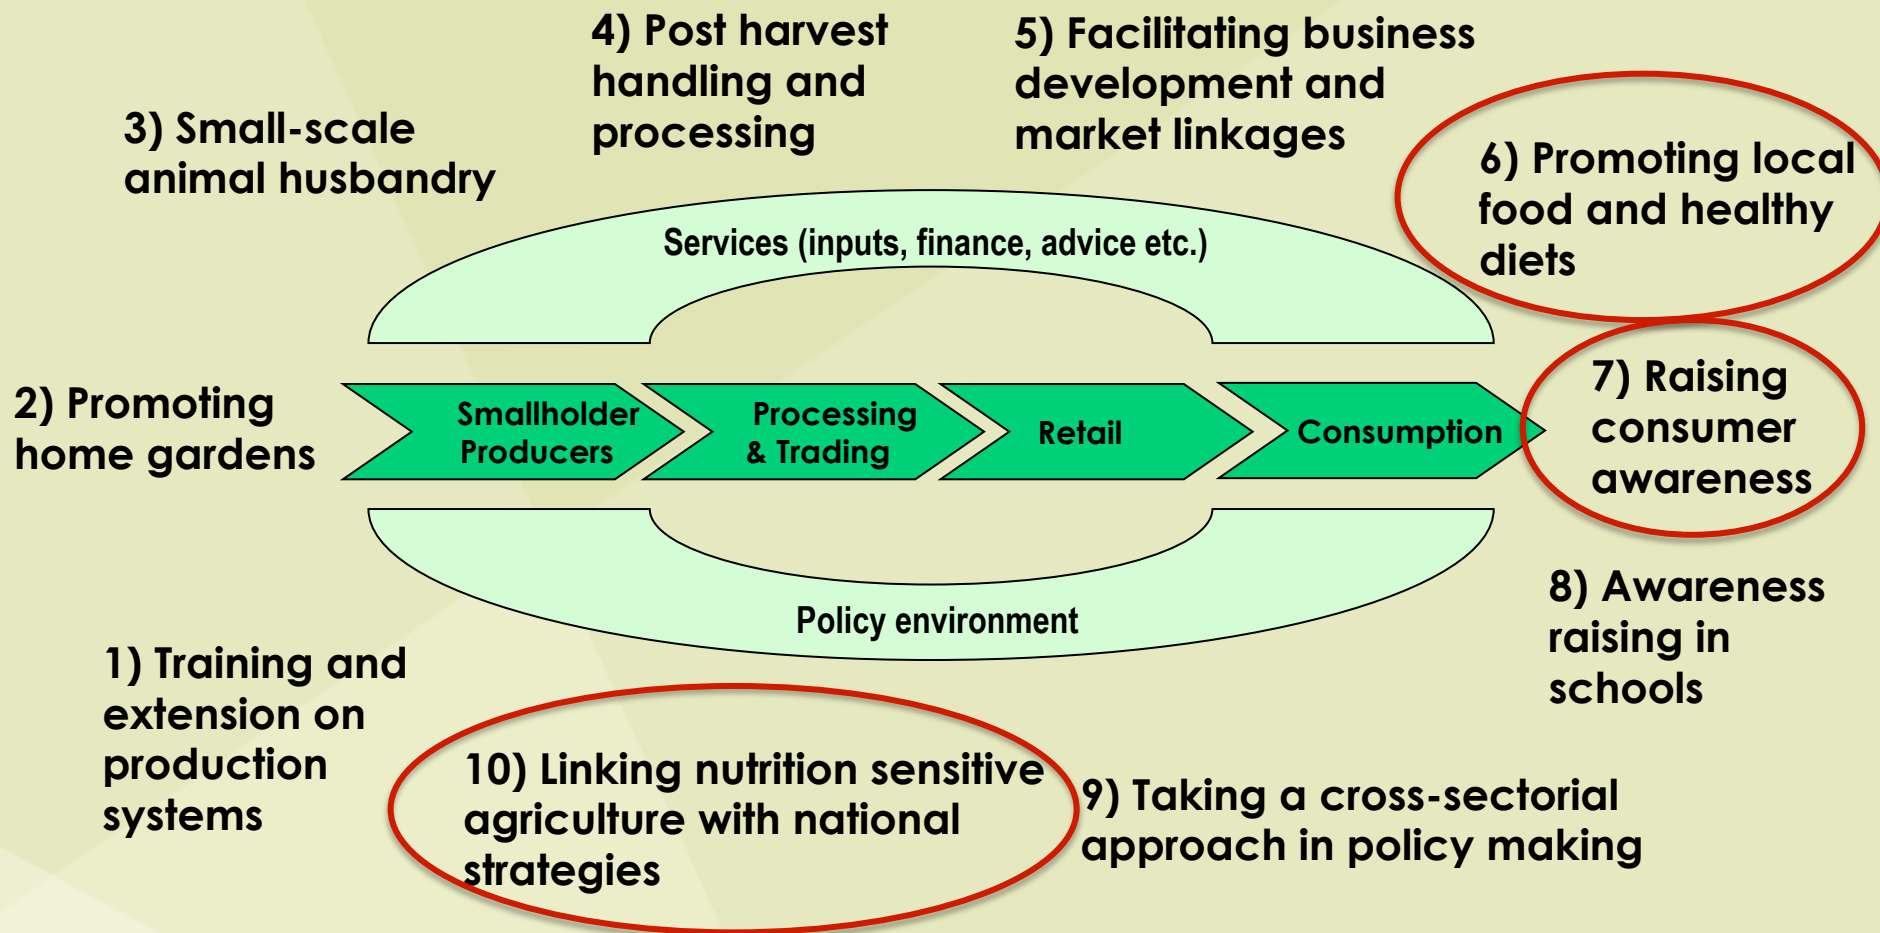 4) Post harvest
handling and
processing
5) Facilitating business
development and
market linkages
3) Small-scale
animal husbandry
6) Promoting local
food and healthy
diets
Services (inputs, finance, advice etc.)
2) Promoting
home gardens
Smallholder
Producers
Processing
& Trading
Retail
Consumption
7) Raising
consumer
awareness
Policy environment
8) Awareness
raising in
schools
1) Training and
extension on
production
systems
10) Linking nutrition sensitive
agriculture with national
strategies
9) Taking a cross-sectorial
approach in policy making